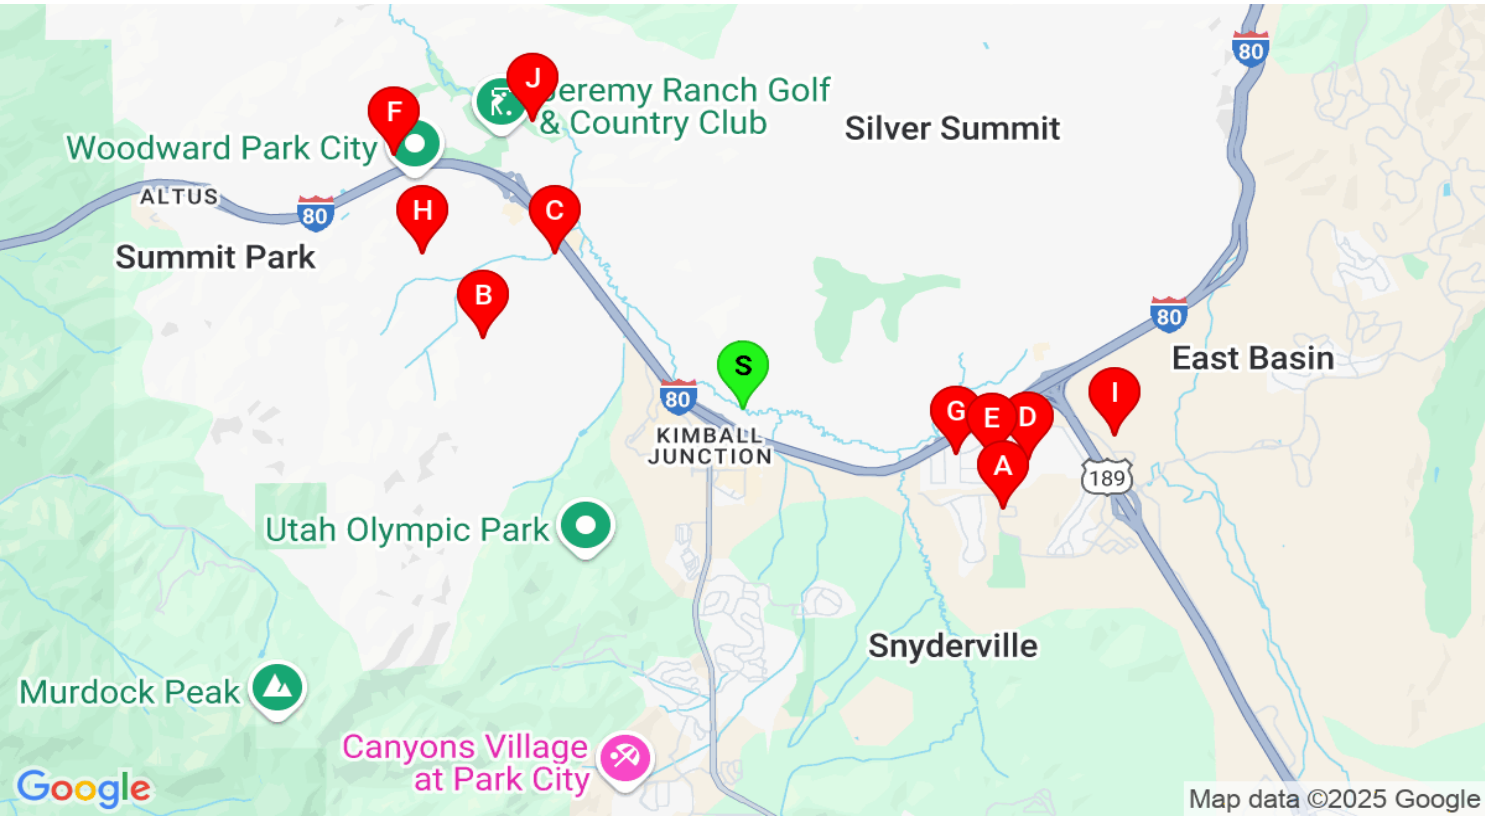 80
J
Jeremy Ranch Golf
& Country Club
F
Silver Summit
Woodward Park City
ALTUS
80
H
C
Summit Park
B
80
S
East Basin
80
I
G
E
D
KIMBALL
JUNCTION
A
189
Utah Olympic Park
Snyderville
Murdock Peak
Canyons Village
at Park City
Google
Map data ©2025 Google